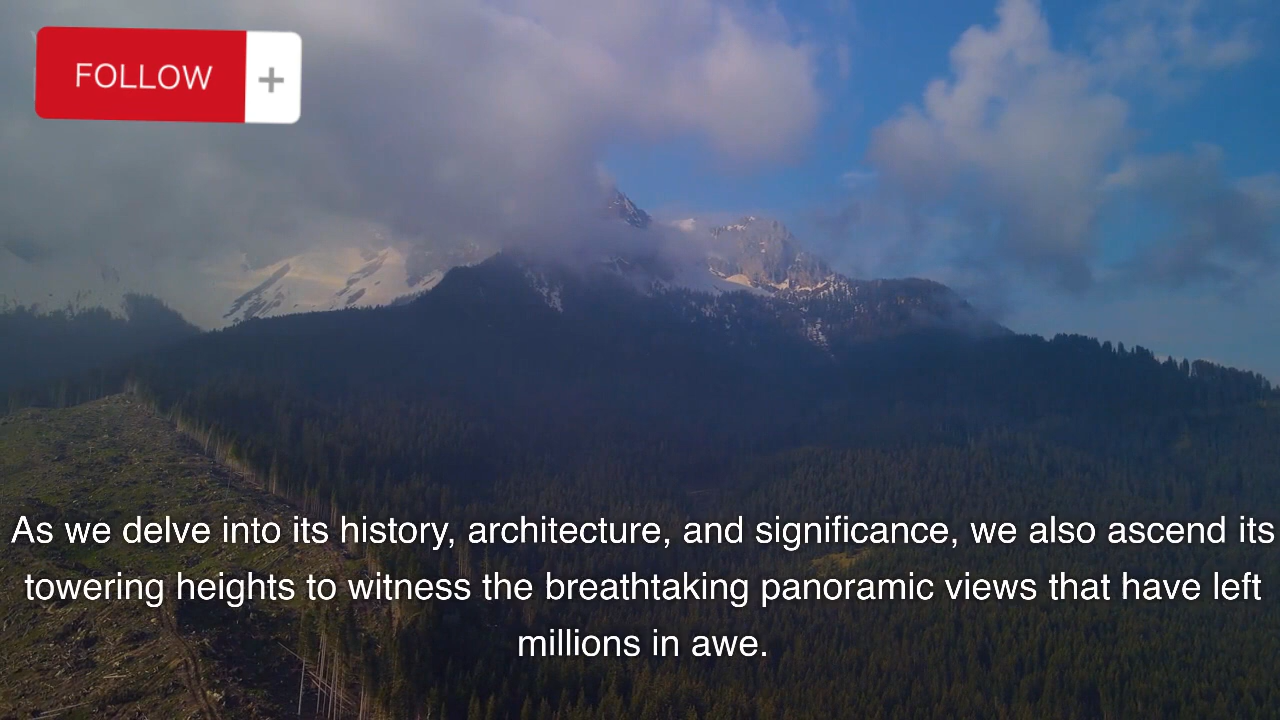 FOLLOW +
As we delve into its history, architecture, and significance, we also ascend its
towering heights to witness the breathtaking panoramic views that have left
millions in awe.